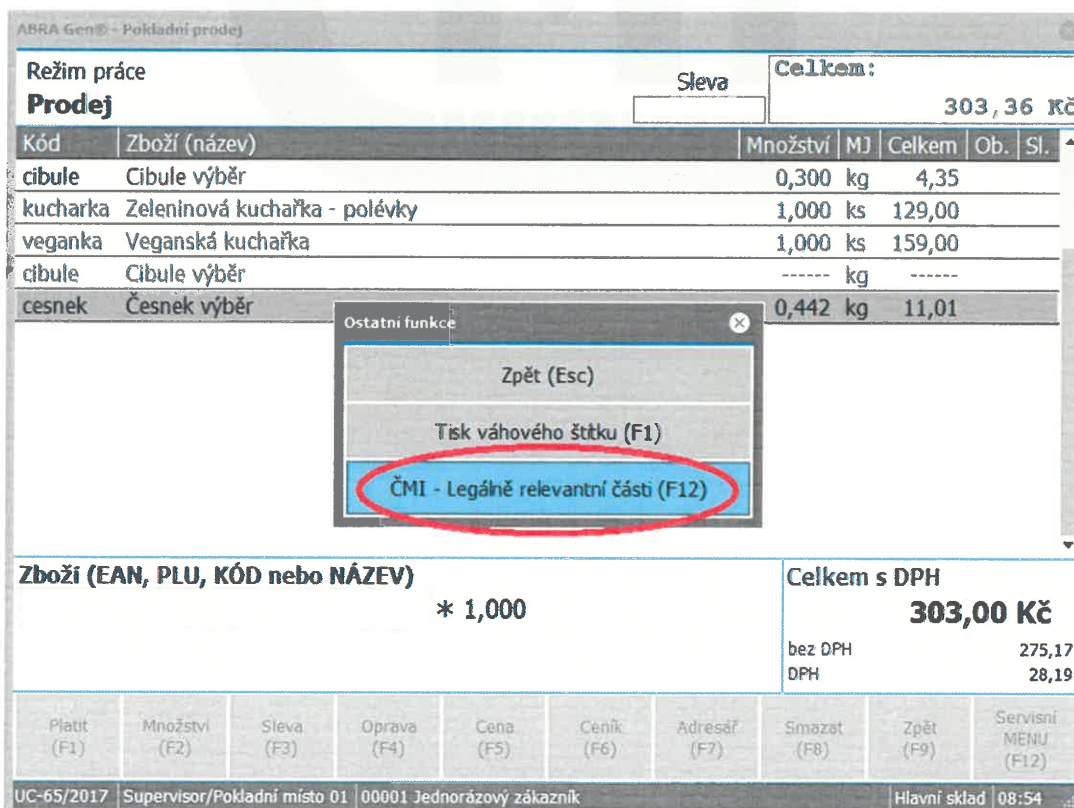 ABRA Gen® - Pokladní prodej
Režim práce
Prodej
Sleva
Celkem:
303,36 Kč
Kód Zboží (název) Množství MJ Celkem Ob. Sl.
cibule Cibule výběr 0,300 kg 4,35
kucharka Zeleninová kuchařka - polévky 1,000 ks 129,00
veganka Veganská kuchařka 1,000 ks 159,00
cibule Cibule výběr ------ kg ------
cesnek Česnek výběr 0,442 kg 11,01
Ostatní funkce
Zpět (Esc)
Tisk váhového štítku (F1)
ČMI - Legálně relevantní části (F12)
Zboží (EAN, PLU, KÓD nebo NÁZEV)
* 1,000
Celkem s DPH
303,00 Kč
bez DPH 275,17
DPH 28,19
Platit (F1)
Množství (F2)
Sleva (F3)
Oprava (F4)
Cena (F5)
Ceník (F6)
Adresář (F7)
Smazat (F8)
Zpět (F9)
Servisní MENU (F12)
UC-65/2017 Supervisor/Pokladní místo 01 00001 Jednorázový zákazník Hlavní sklad 08:54